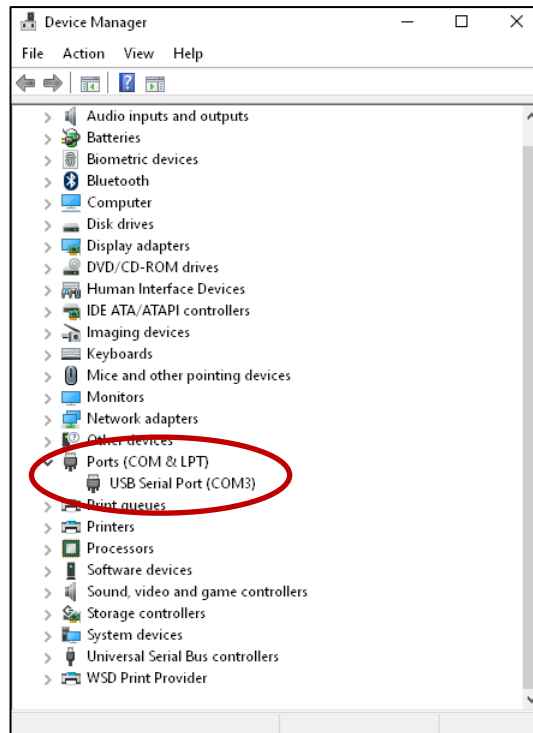 Device Manager
File Action View Help
Audio inputs and outputs
Batteries
Biometric devices
Bluetooth
Computer
Disk drives
Display adapters
DVD/CD-ROM drives
Human Interface Devices
IDE ATA/ATAPI controllers
Imaging devices
Keyboards
Mice and other pointing devices
Monitors
Network adapters
Other devices
Ports (COM & LPT)
USB Serial Port (COM3)
Print queues
Printers
Processors
Software devices
Sound, video and game controllers
Storage controllers
System devices
Universal Serial Bus controllers
WSD Print Provider